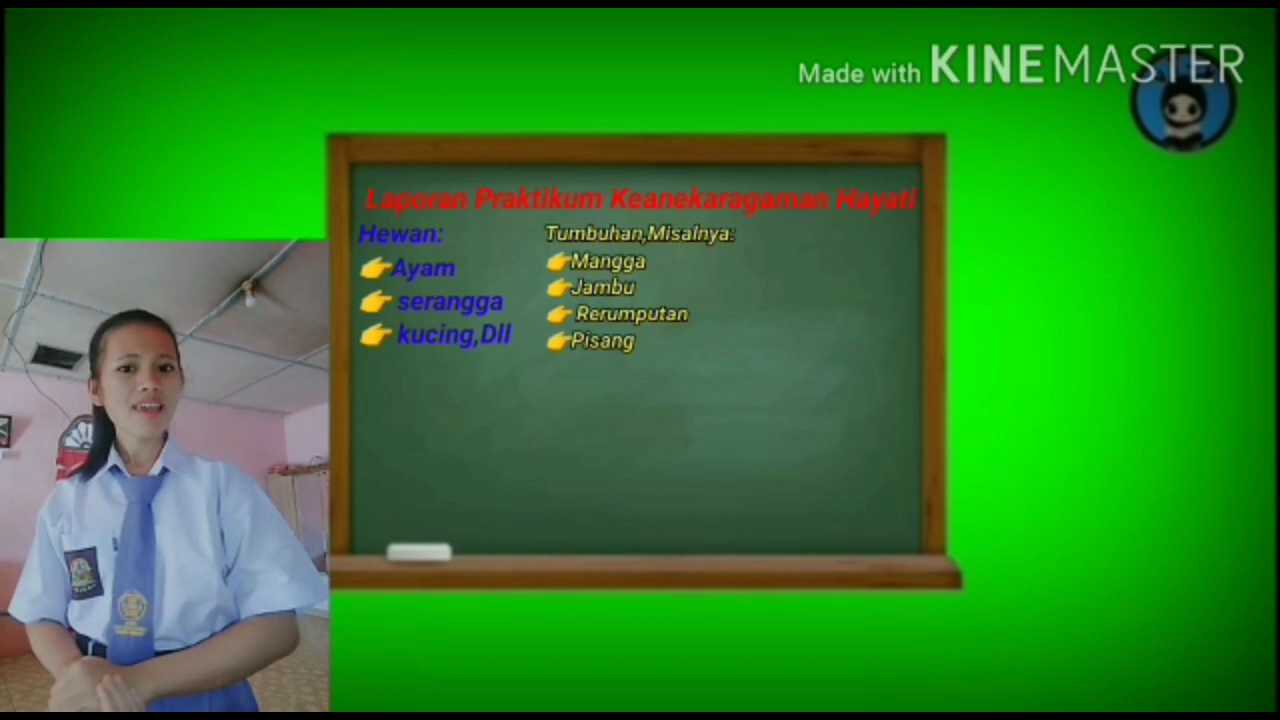 Made with KINEMASTER
Laporan Praktikum Keanekaragaman Hayati
Hewan:
👉Ayam
👉 serangga
👉 kucing,Dll
Tumbuhan,Misalnya:
👉Mangga
👉Jambu
👉 Rerumputan
👉Pisang